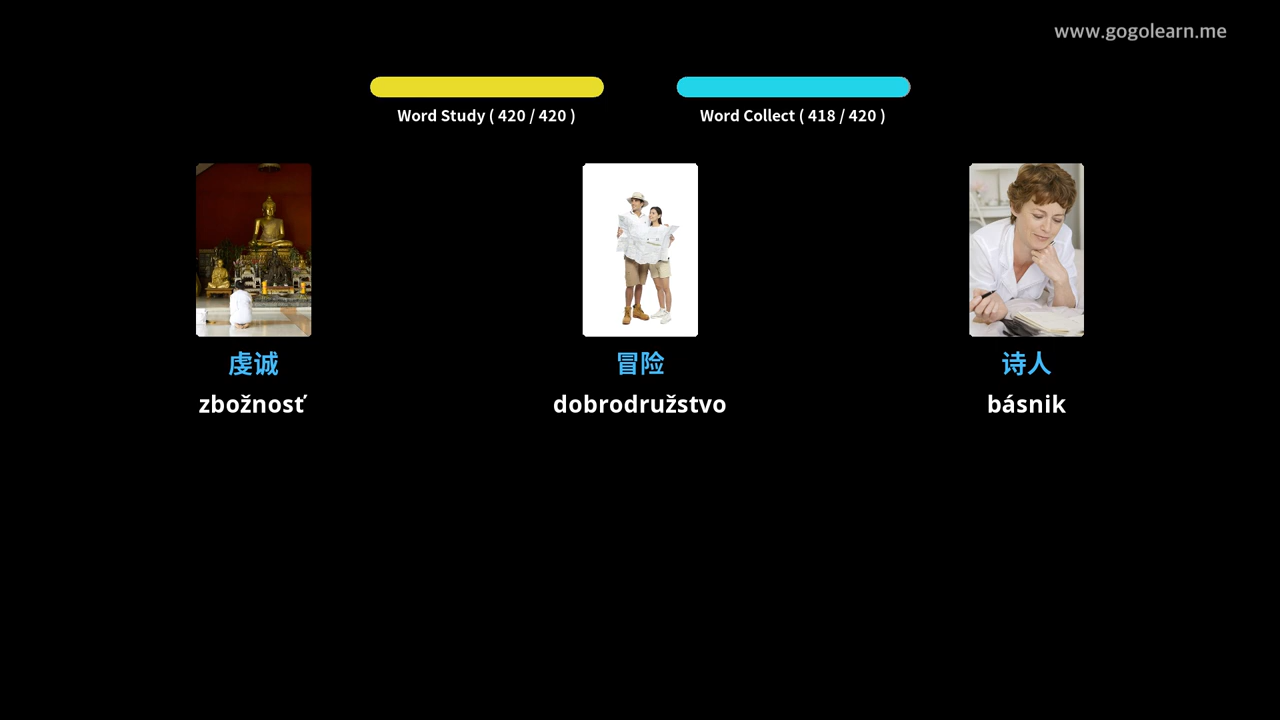 www.gogolearn.me
Word Study ( 420 / 420 )
Word Collect ( 418 / 420 )
虔诚
冒险
诗人
zbožnosť
dobrodružstvo
básnik